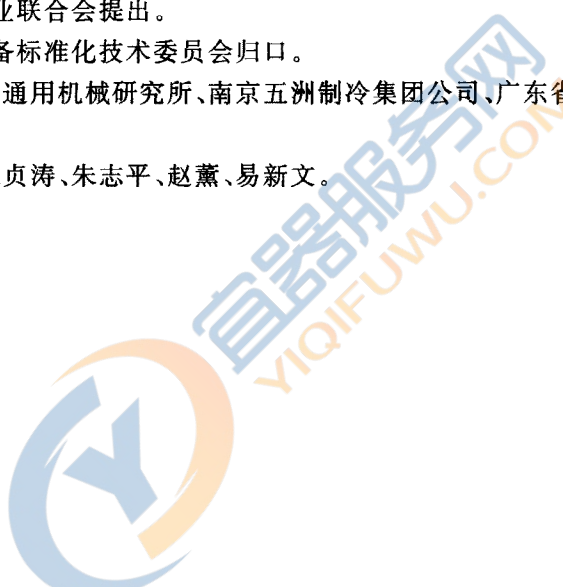 业联合会提出。
备标准化技术委员会归口。
通用机械研究所、南京五洲制冷集团公司、广东省
贞涛、朱志平、赵薰、易新文。
宜器服务网
YIQIFUWU.COM